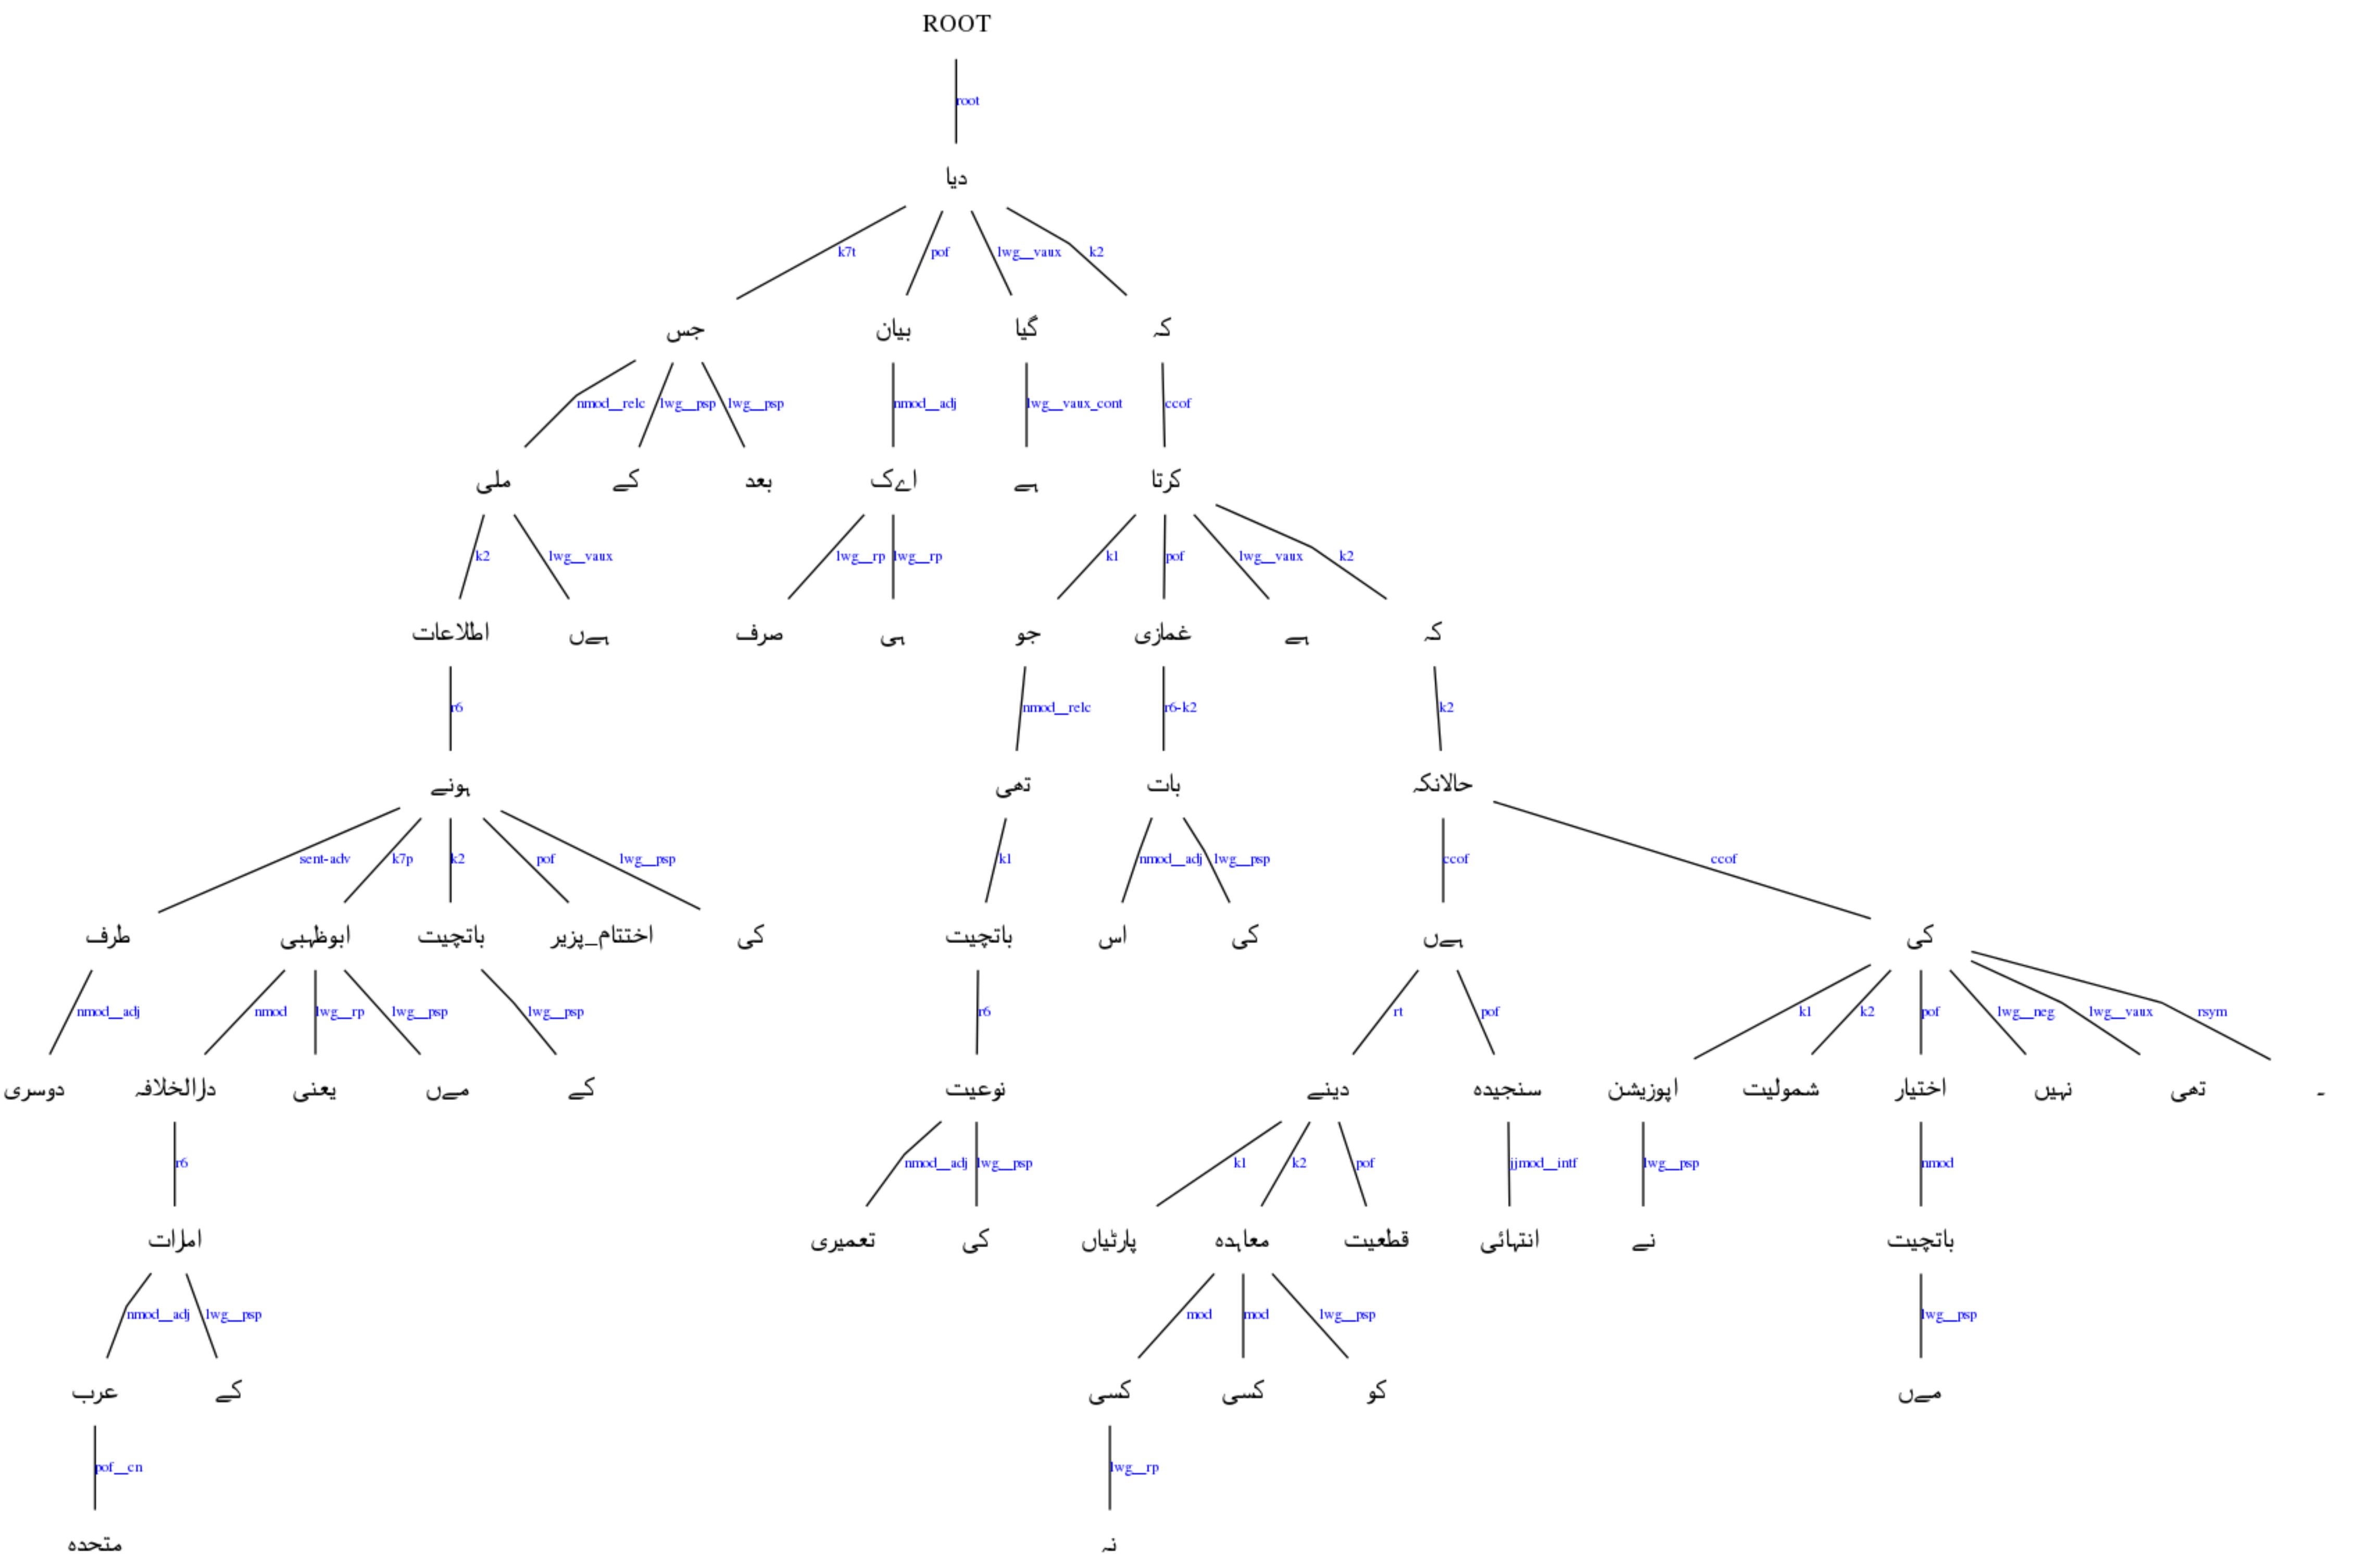 ROOT
root
دیا
k7t pof lwg__vaux k2
جس بیان گیا کہ
nmod__relc lwg__psp lwg__psp nmod__adj lwg__vaux_cont ccof
ملی کے بعد اےک ہے کرتا
k2 lwg__vaux lwg__rp lwg__rp k1 pof lwg__vaux k2
اطلاعات ہےں صرف ہی جو غمازی ہے کہ
r6 nmod__relc r6-k2 k2
ہونے تھی بات حالانکہ
sent-adv k7p k2 pof lwg__psp k1 nmod__adj lwg__psp ccof ccof
طرف ابوظہبی باتچیت اختتام_پزیر کی باتچیت اس کی ہےں کی
nmod__adj nmod lwg__rp lwg__psp lwg__psp r6 rt pof k1 k2 pof lwg__neg lwg__vaux rsym
دوسری دارالخلافہ یعنی مےں کے نوعیت دینے سنجیدہ اپوزیشن شمولیت اختیار نہیں تھی ۔
r6 nmod__adj lwg__psp k1 k2 pof jjmod__intf lwg__psp nmod
امارات تعمیری کی پارٹیاں معاہدہ قطعیت انتہائی نے باتچیت
nmod__adj lwg__psp mod mod lwg__psp lwg__psp
عرب کے کسی کسی کو مےں
pof__cn lwg__rp
متحدہ نہ